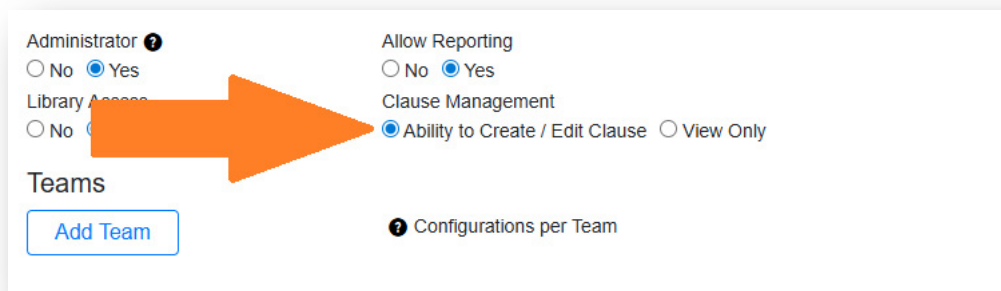 Administrator ?
No Yes
Allow Reporting
No Yes
Library Access
No
Clause Management
Ability to Create / Edit Clause View Only
Teams
Add Team
? Configurations per Team